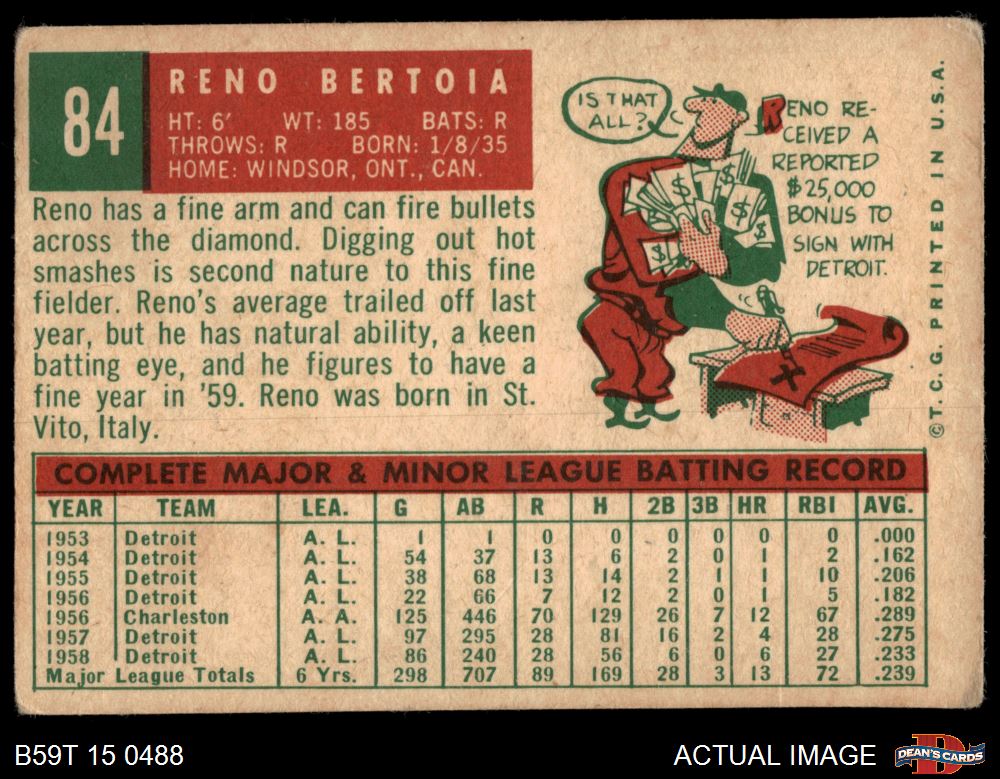 84
RENO BERTOIA
HT: 6' WT: 185 BATS: R
THROWS: R BORN: 1/8/35
HOME: WINDSOR, ONT., CAN.
Reno has a fine arm and can fire bullets
across the diamond. Digging out hot
smashes is second nature to this fine
fielder. Reno's average trailed off last
year, but he has natural ability, a keen
batting eye, and he figures to have a
fine year in '59. Reno was born in St.
Vito, Italy.
IS THAT
ALL?
RENO RE-
CEIVED A
REPORTED
$25,000
BONUS TO
SIGN WITH
DETROIT.
$ $ $ $ $
X
©T.C.G. PRINTED IN U.S.A.
COMPLETE MAJOR & MINOR LEAGUE BATTING RECORD
YEAR TEAM LEA. G AB R H 2B 3B HR RBI AVG.
1953 Detroit A. L. 1 1 0 0 0 0 0 0 .000
1954 Detroit A. L. 54 37 13 6 2 0 1 2 .162
1955 Detroit A. L. 38 68 13 14 2 1 1 10 .206
1956 Detroit A. L. 22 66 7 12 2 0 1 5 .182
1956 Charleston A. A. 125 446 70 129 26 7 12 67 .289
1957 Detroit A. L. 97 295 28 81 16 2 4 28 .275
1958 Detroit A. L. 86 240 28 56 6 0 6 27 .233
Major League Totals 6 Yrs. 298 707 89 169 28 3 13 72 .239
B59T 15 0488
ACTUAL IMAGE
D
DEAN'S CARDS